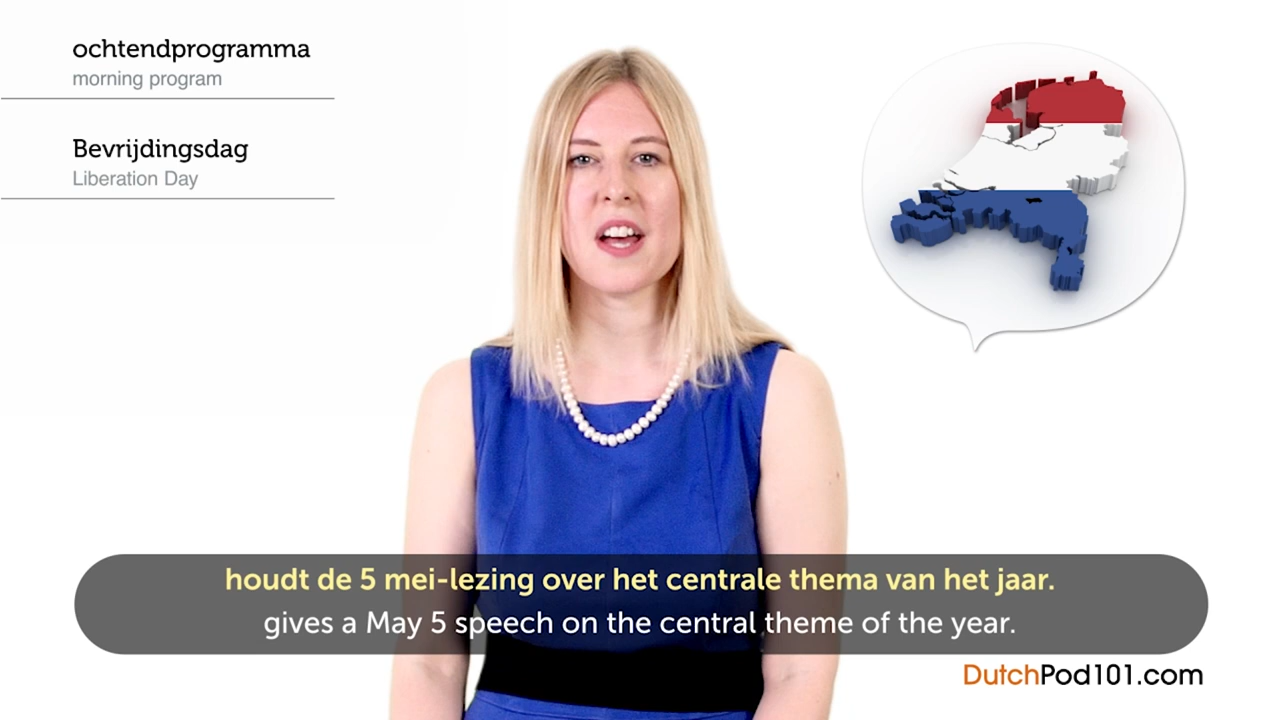 ochtendprogramma
morning program
Bevrijdingsdag
Liberation Day
houdt de 5 mei-lezing over het centrale thema van het jaar.
gives a May 5 speech on the central theme of the year.
DutchPod101.com